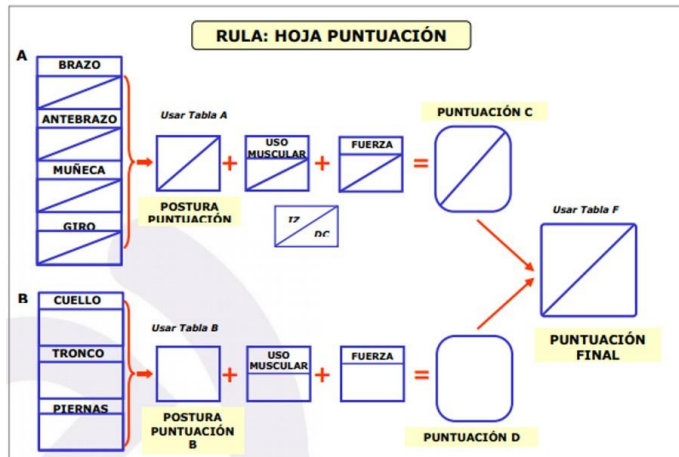 RULA: HOJA PUNTUACIÓN
A
BRAZO
ANTEBRAZO
MUÑECA
GIRO
Usar Tabla A
POSTURA
PUNTUACIÓN
+
USO
MUSCULAR
+
FUERZA
=
PUNTUACIÓN C
IZ
DC
Usar Tabla F
PUNTUACIÓN
FINAL
B
CUELLO
TRONCO
PIERNAS
Usar Tabla B
POSTURA
PUNTUACIÓN
B
+
USO
MUSCULAR
+
FUERZA
=
PUNTUACIÓN D